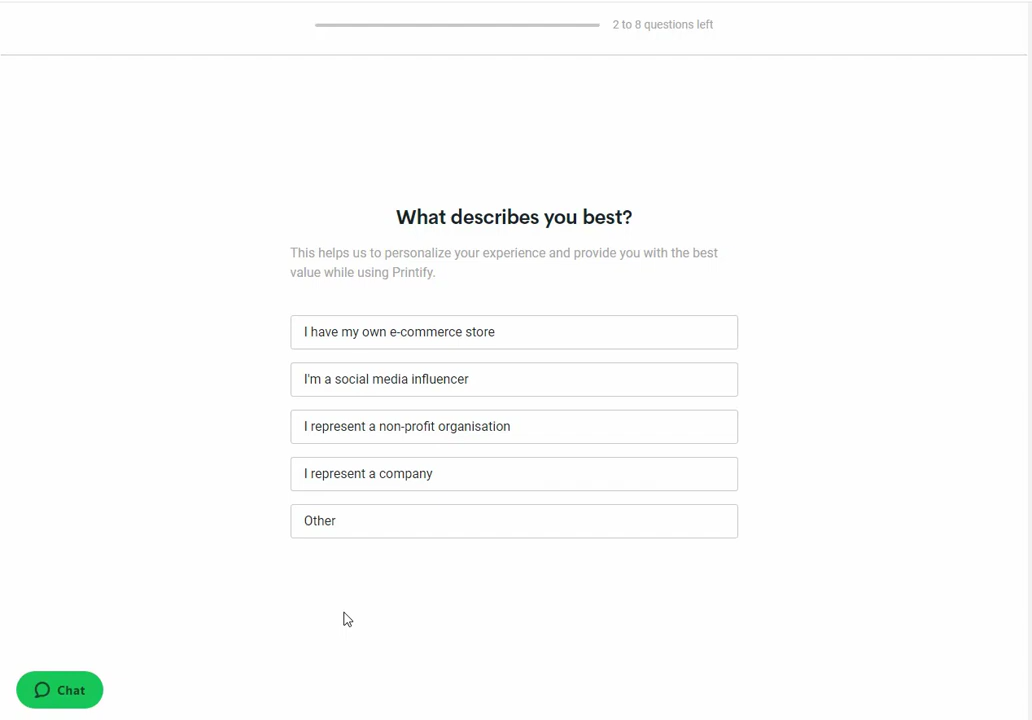 2 to 8 questions left
What describes you best?
This helps us to personalize your experience and provide you with the best
value while using Printify.
I have my own e-commerce store
I'm a social media influencer
I represent a non-profit organisation
I represent a company
Other
Chat